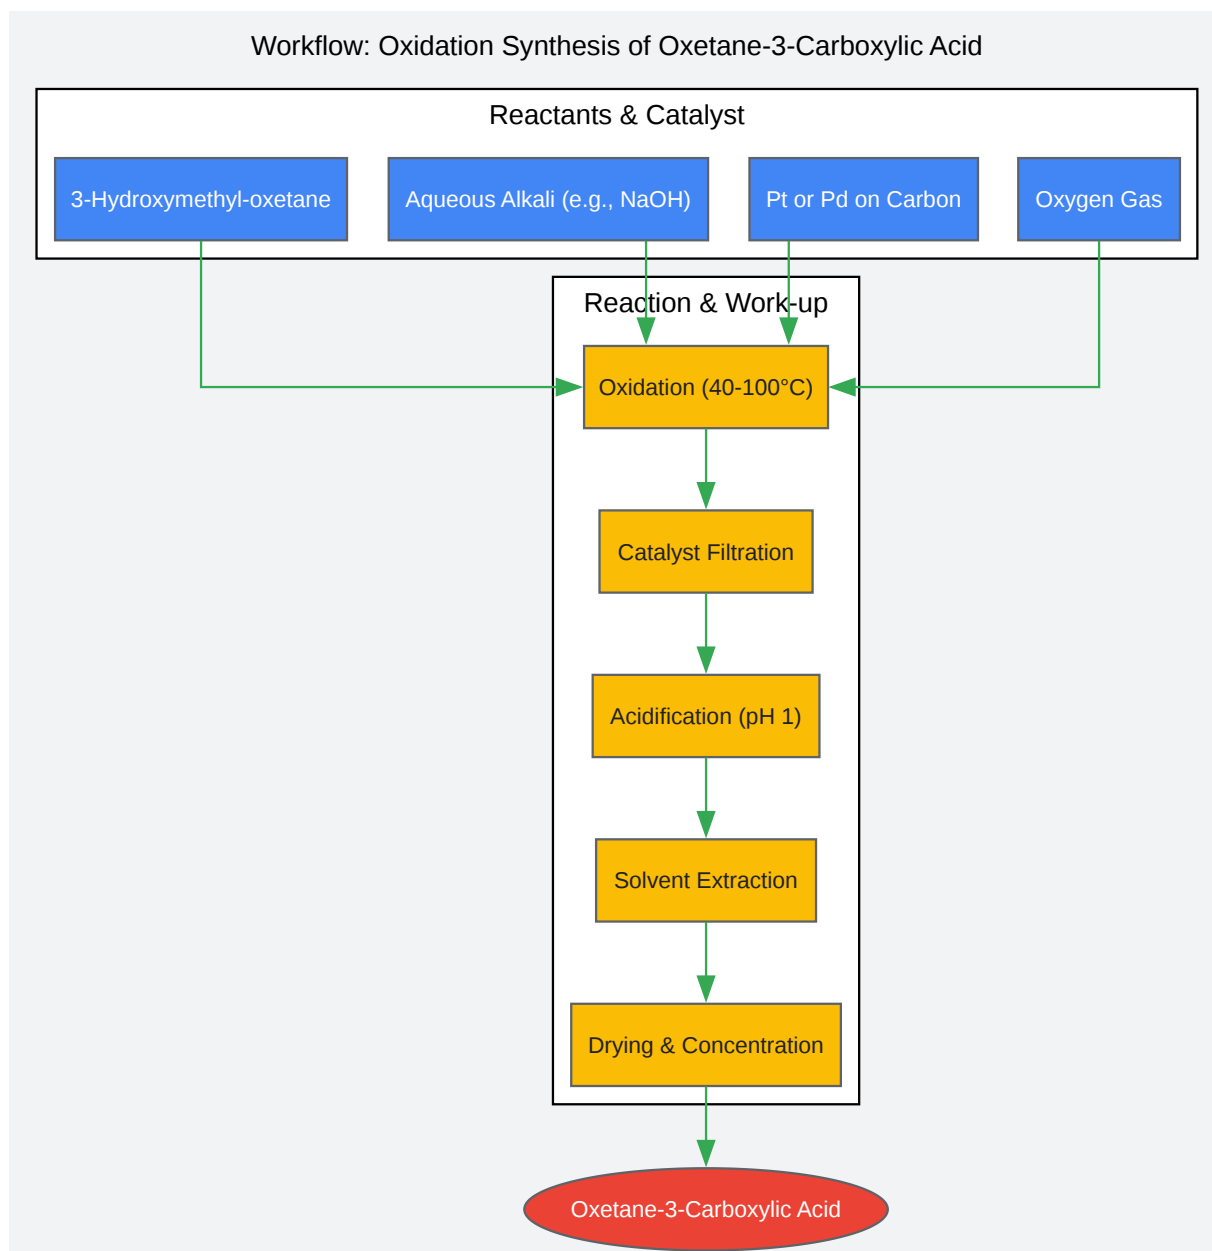 Workflow: Oxidation Synthesis of Oxetane-3-Carboxylic Acid
Reactants & Catalyst
3-Hydroxymethyl-oxetane
Aqueous Alkali (e.g., NaOH)
Pt or Pd on Carbon
Oxygen Gas
Reaction & Work-up
Oxidation (40-100°C)
Catalyst Filtration
Acidification (pH 1)
Solvent Extraction
Drying & Concentration
Oxetane-3-Carboxylic Acid